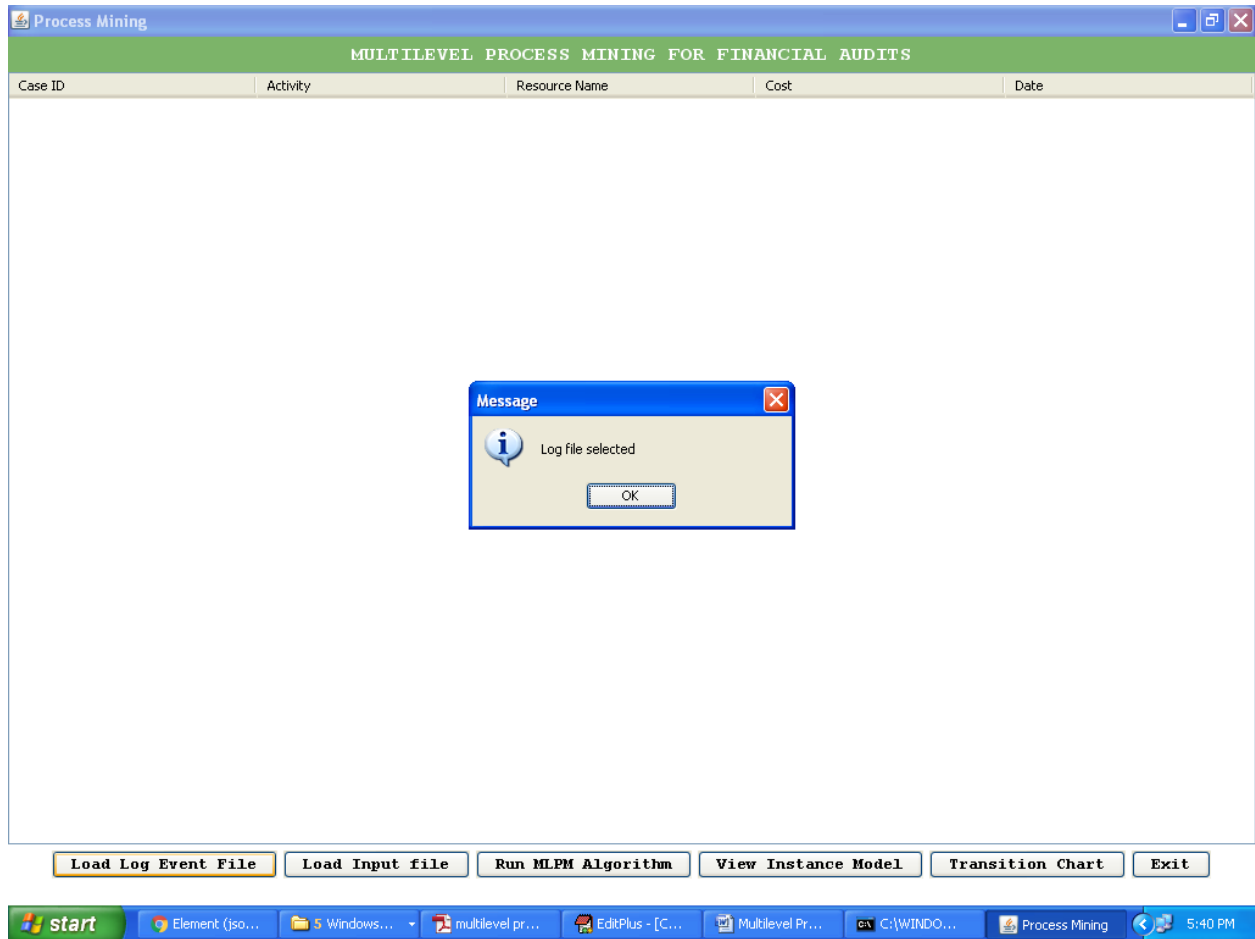 Process Mining
MULTILEVEL PROCESS MINING FOR FINANCIAL AUDITS
Case ID Activity Resource Name Cost Date
Message
Log file selected
OK
Load Log Event File Load Input file Run MLPM Algorithm View Instance Model Transition Chart Exit
start Element (jso... 5 Windows... multilevel pr... EditPlus - [C... Multilevel Pr... C:\WINDO... Process Mining 5:40 PM